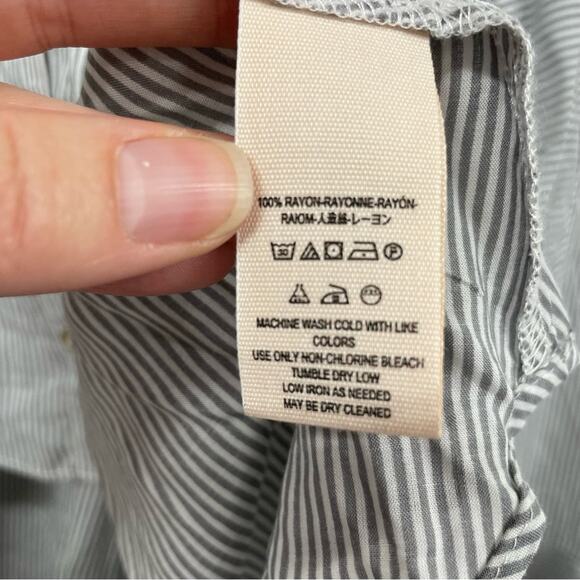 100% RAYON-RAYONNE-RAYÓN-
RAIOM-人造絲-レーヨン
30 P
MACHINE WASH COLD WITH LIKE
COLORS
USE ONLY NON-CHLORINE BLEACH
TUMBLE DRY LOW
LOW IRON AS NEEDED
MAY BE DRY CLEANED